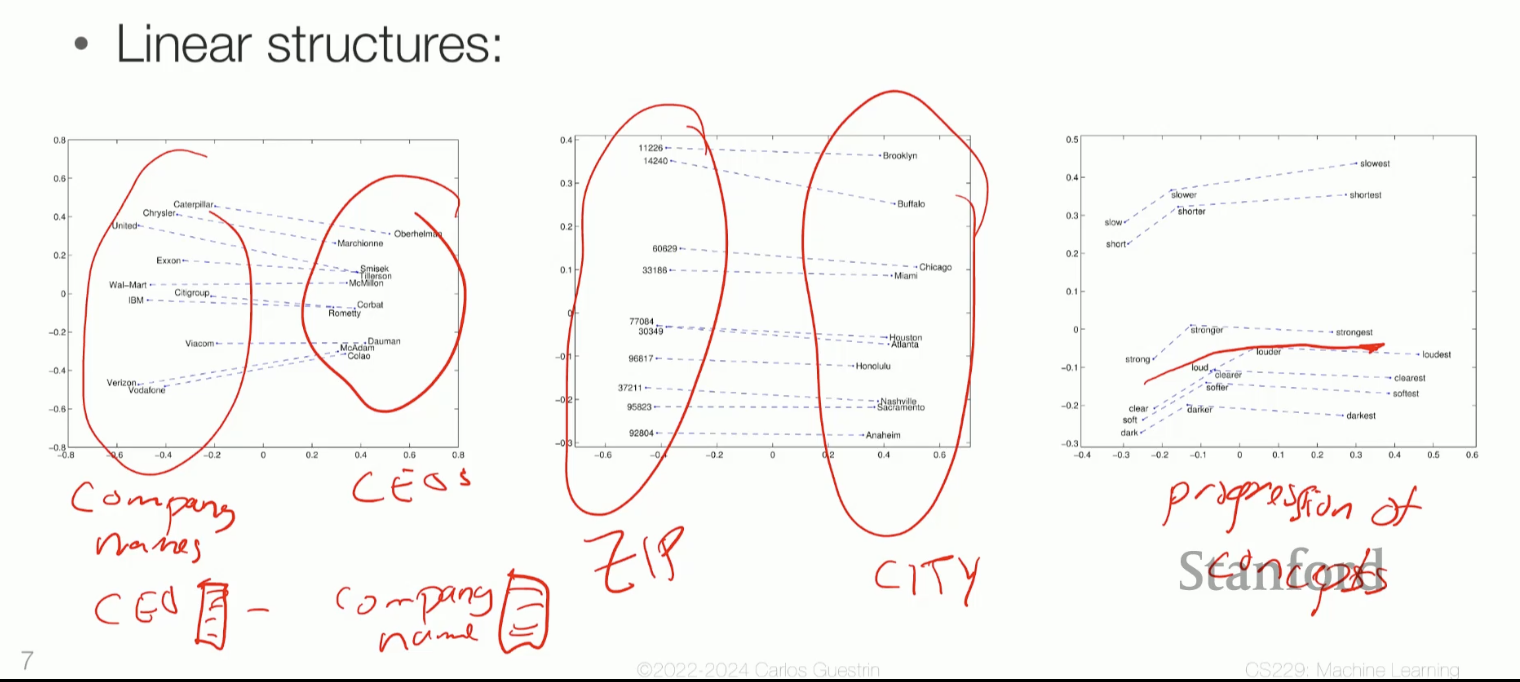 • Linear structures:
0.8
0.6
0.4
0.2
0
-0.2
-0.4
-0.6
-0.8
-0.8 -0.6 -0.4 -0.2 0 0.2 0.4 0.6 0.8
Caterpillar
Chrysler
United
Exxon
Wal-Mart
Citigroup
IBM
Viacom
Verizon
Vodafone
Oberhelman
Marchionne
Smisek
Tillerson
McMillon
Corbat
Rometty
Dauman
McAdam
Colao
0.4
0.3
0.2
0.1
0
-0.1
-0.2
-0.3
-0.6 -0.4 -0.2 0 0.2 0.4 0.6
11226 Brooklyn
14240 Buffalo
60629 Chicago
33186 Miami
77084 Houston
30349 Atlanta
96817 Honolulu
37211 Nashville
95823 Sacramento
92804 Anaheim
0.5
0.4
0.3
0.2
0.1
0
-0.1
-0.2
-0.3
-0.4 -0.3 -0.2 -0.1 0 0.1 0.2 0.3 0.4 0.5 0.6
slow slower slowest
short shorter shortest
strong stronger strongest
loud louder loudest
clear clearer clearest
soft softer softest
dark darker darkest
Company
names
CEOs
ZIP
CITY
progression of
concepts
Stanford
CEO - company
name
7
©2022-2024 Carlos Guestrin
CS229: Machine Learning